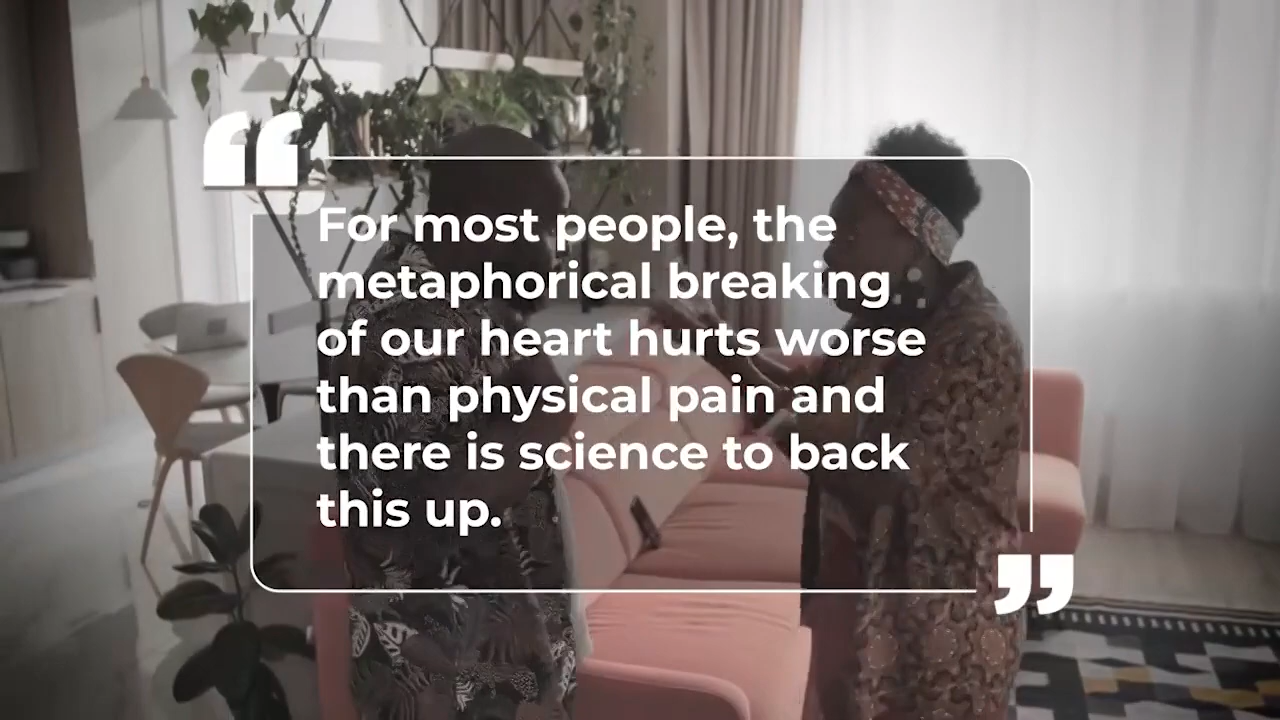 “
For most people, the
metaphorical breaking
of our heart hurts worse
than physical pain and
there is science to back
this up.
”